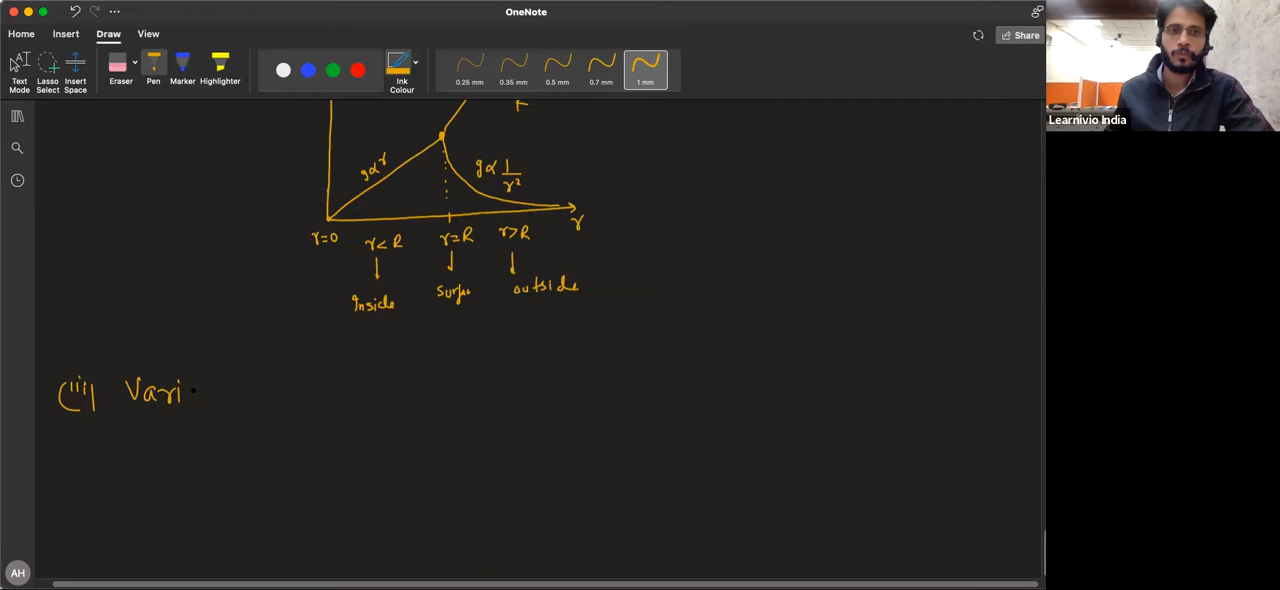 OneNote
Home Insert Draw View
Share
Text Mode
Lasso Select
Insert Space
Eraser
Pen
Marker
Highlighter
Ink Colour
0.25 mm
0.35 mm
0.5 mm
0.7 mm
1 mm
Learnivio India
g∝r
g∝ 1/r²
r
r=0 r<R r=R r>R
Inside outside
(iii) Vari
AH